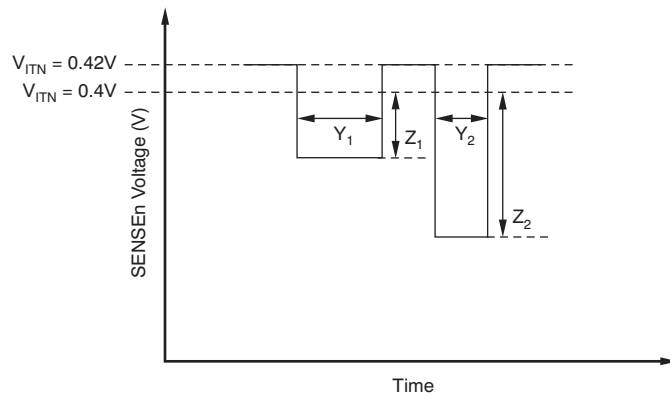 V_ITN = 0.42V
V_ITN = 0.4V
SENSEn Voltage (V)
Y_1
Z_1
Y_2
Z_2
Time